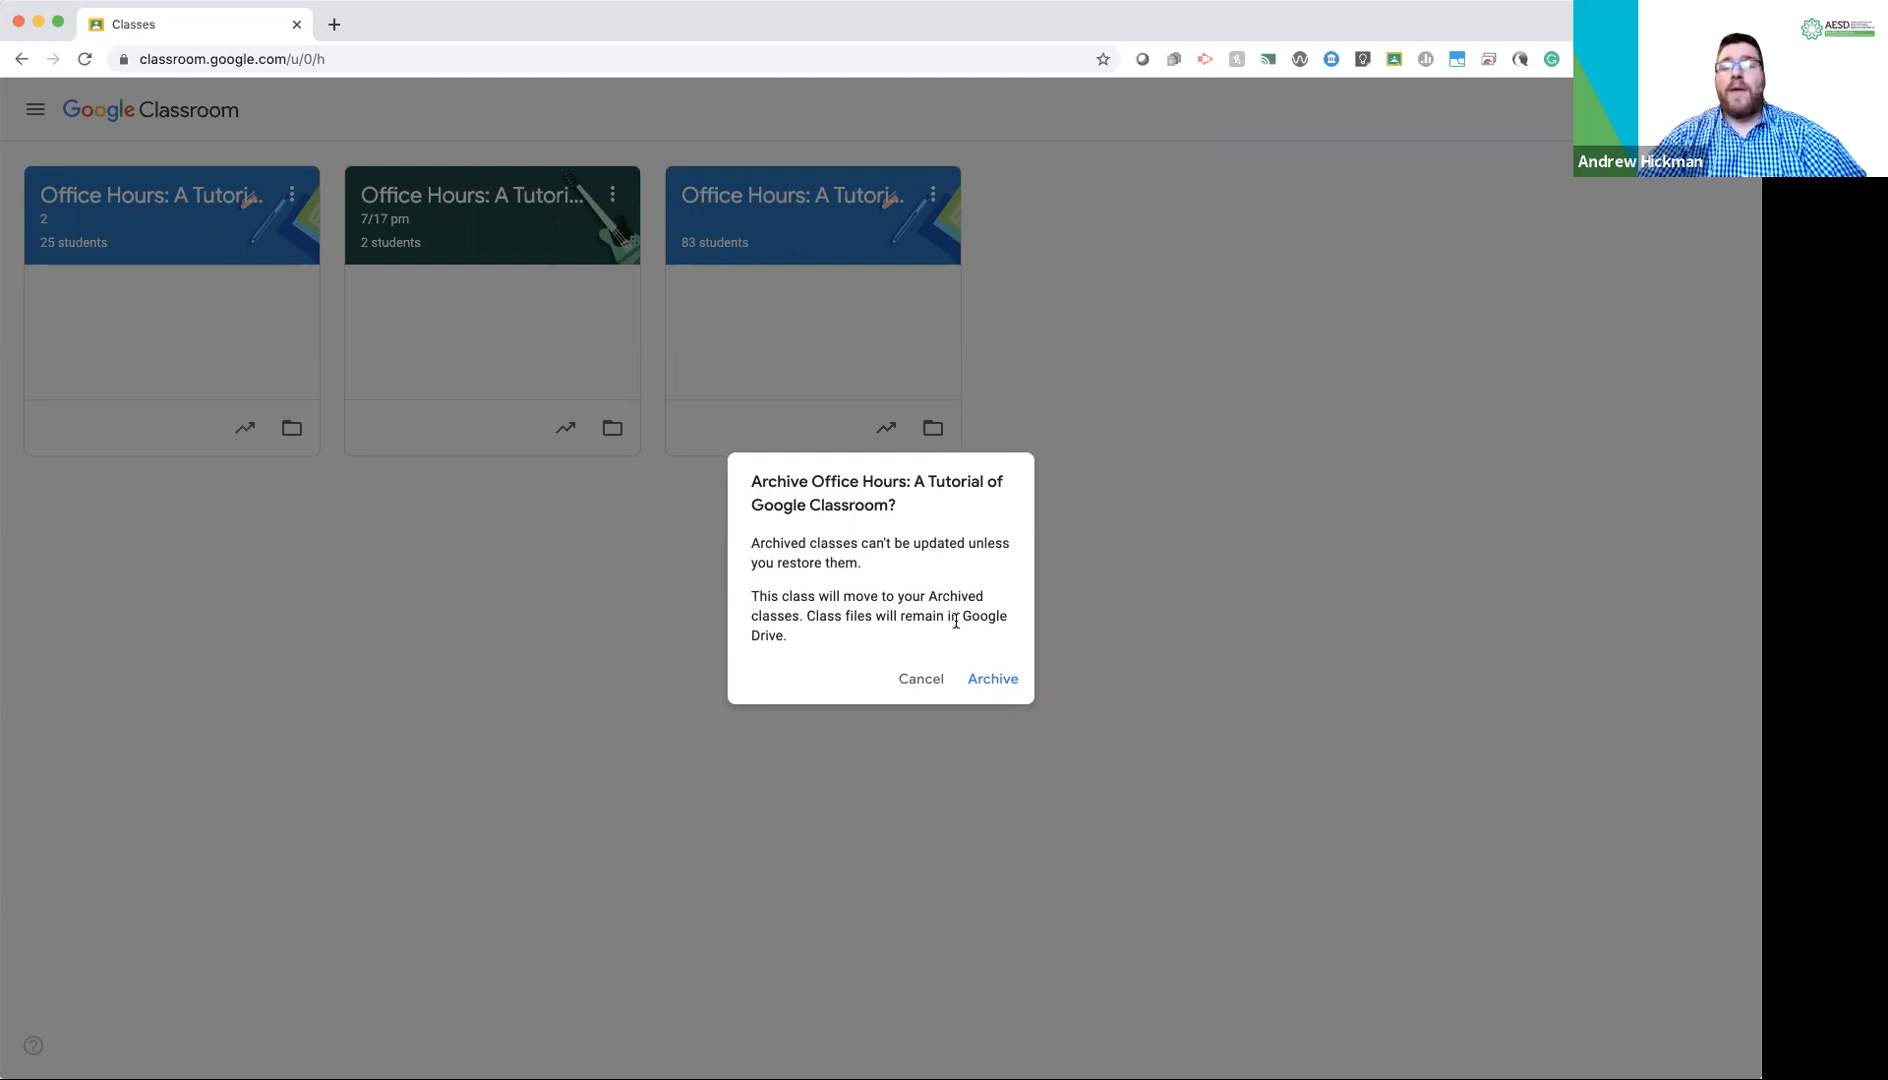 Classes
classroom.google.com/u/0/h
AESD
Andrew Hickman
Google Classroom
Office Hours: A Tutori...
2
25 students
Office Hours: A Tutori...
7/17 pm
2 students
Office Hours: A Tutori...
83 students
Archive Office Hours: A Tutorial of
Google Classroom?
Archived classes can't be updated unless
you restore them.
This class will move to your Archived
classes. Class files will remain in Google
Drive.
Cancel
Archive